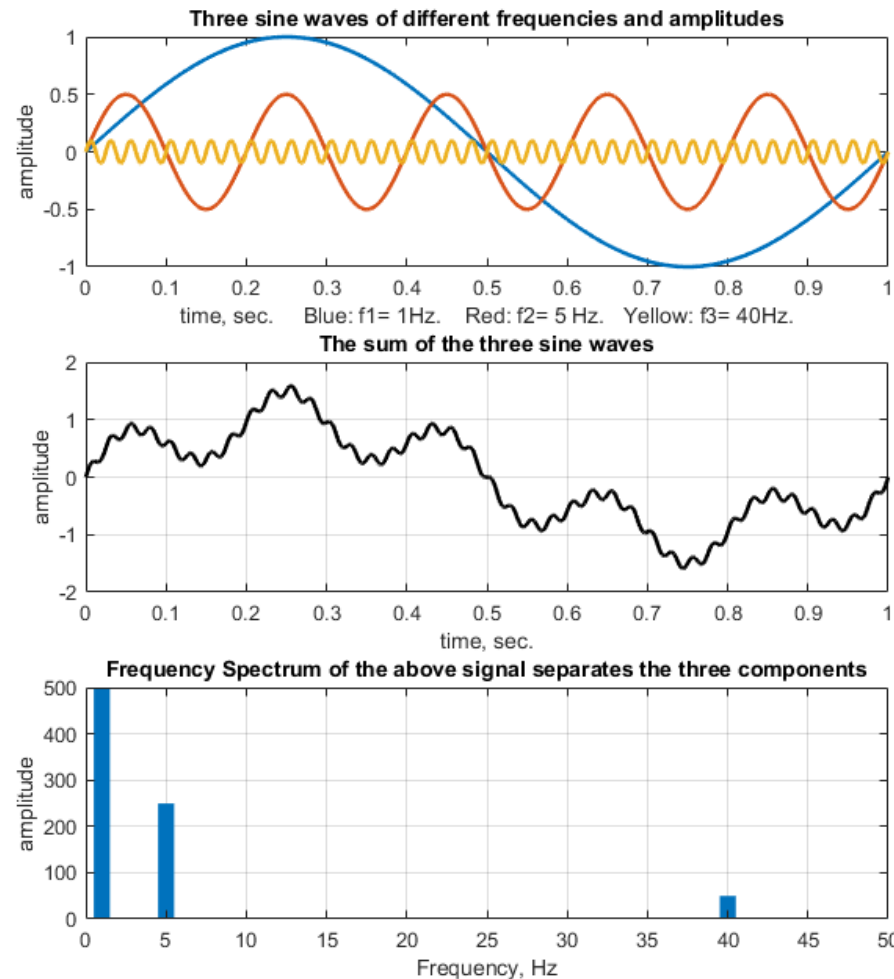 Three sine waves of different frequencies and amplitudes
1
0.5
0
-0.5
-1
amplitude
0 0.1 0.2 0.3 0.4 0.5 0.6 0.7 0.8 0.9 1
time, sec. Blue: f1= 1Hz. Red: f2= 5 Hz. Yellow: f3= 40Hz.
The sum of the three sine waves
2
1
0
-1
-2
amplitude
0 0.1 0.2 0.3 0.4 0.5 0.6 0.7 0.8 0.9 1
time, sec.
Frequency Spectrum of the above signal separates the three components
500
400
300
200
100
0
amplitude
0 5 10 15 20 25 30 35 40 45 50
Frequency, Hz